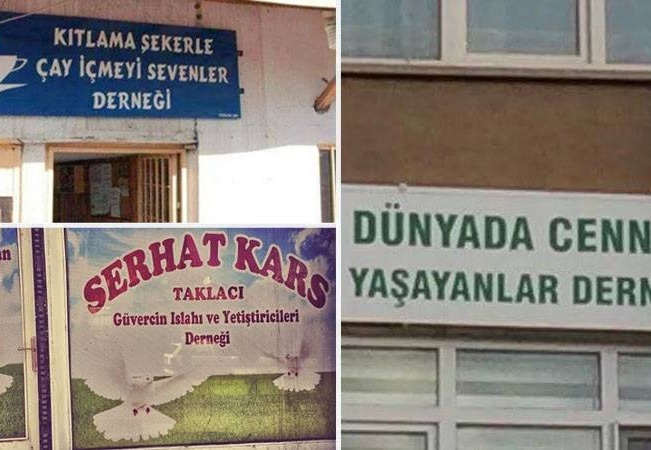 KITLAMA ŞEKERLE
ÇAY İÇMEYİ SEVENLER
DERNEĞİ
SERHAT KARS
TAKLACI
Güvercin Islahı ve Yetiştiricileri
Derneği
DÜNYADA CENN
YAŞAYANLAR DERN